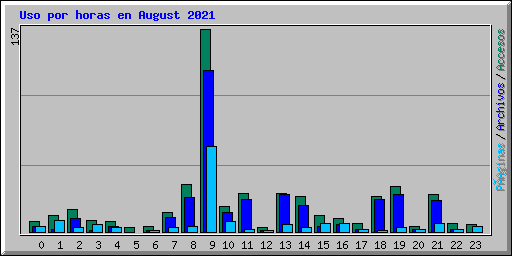 Uso por horas en August 2021
137
Páginas / Archivos / Accesos
0 1 2 3 4 5 6 7 8 9 10 11 12 13 14 15 16 17 18 19 20 21 22 23